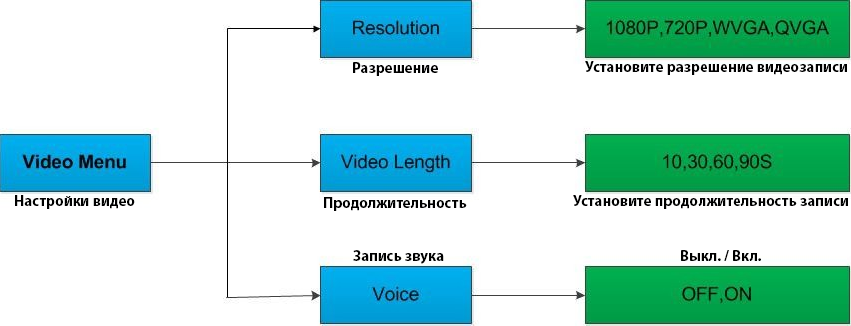 Resolution
1080P,720P,WVGA,QVGA
Разрешение
Установите разрешение видеозаписи
Video Menu
Video Length
10,30,60,90S
Настройки видео
Продолжительность
Установите продолжительность записи
Запись звука
Выкл. / Вкл.
Voice
OFF,ON